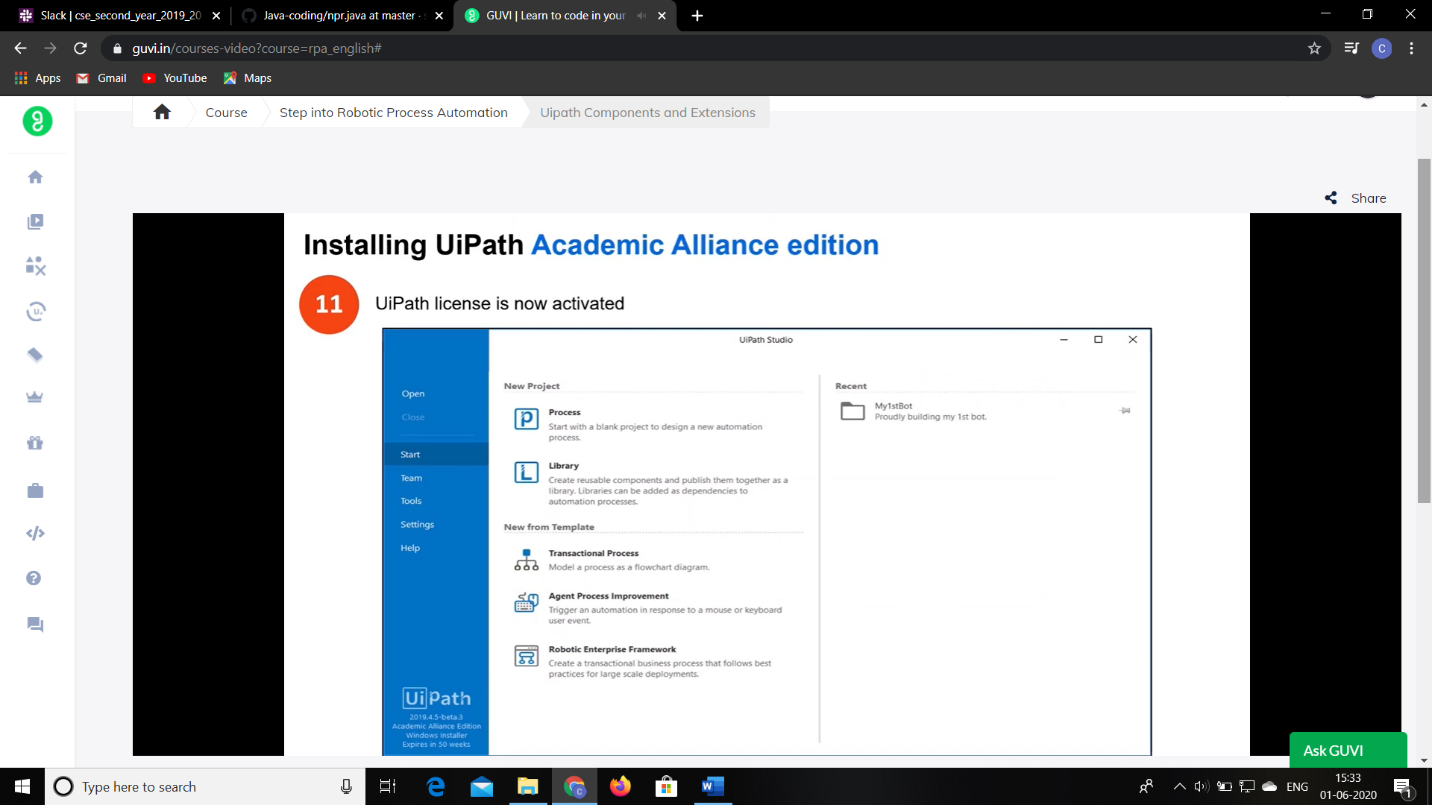 Slack | cse_second_year_2019_20
Java-coding/npr.java at master ·
GUVI | Learn to code in your
guvi.in/courses-video?course=rpa_english#
C
Apps
Gmail
YouTube
Maps
Course
Step into Robotic Process Automation
Uipath Components and Extensions
Share
Installing UiPath Academic Alliance edition
11
UiPath license is now activated
UiPath Studio
Open
Close
Start
Team
Tools
Settings
Help
New Project
Process
Start with a blank project to design a new automation
process.
Library
Create reusable components and publish them together as a
library. Libraries can be added as dependencies to
automation processes.
New from Template
Transactional Process
Model a process as a flowchart diagram.
Agent Process Improvement
Trigger an automation in response to a mouse or keyboard
user event.
Robotic Enterprise Framework
Create a transactional business process that follows best
practices for large scale deployments.
Recent
My1stBot
Proudly building my 1st bot.
UiPath
2019.4.5-beta.3
Academic Alliance Edition
Windows Installer
Expires in 50 weeks
Ask GUVI
Type here to search
ENG
15:33
01-06-2020
1